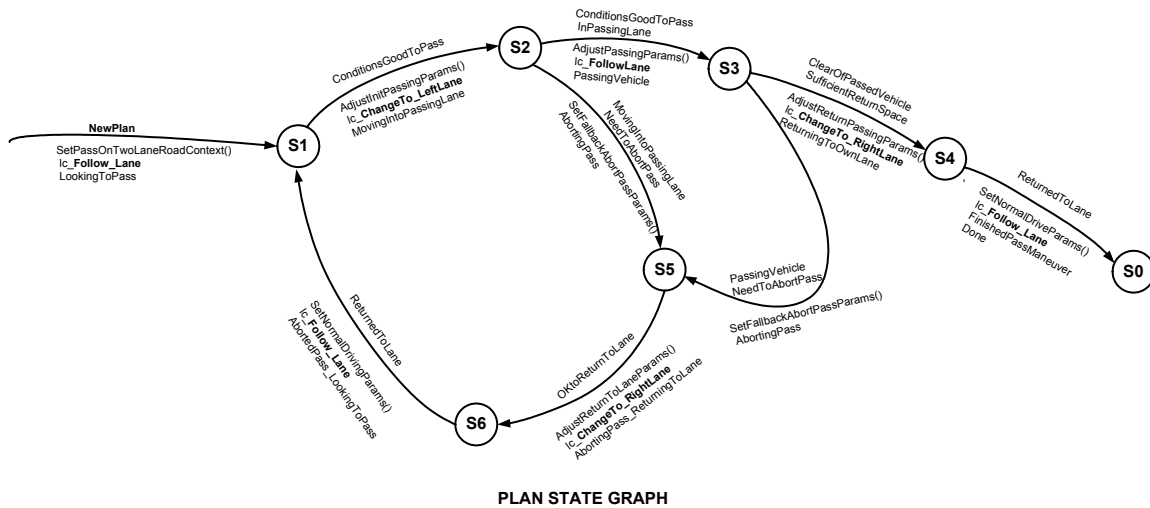 NewPlan
SetPassOnTwoLaneRoadContext()
lc_Follow_Lane
LookingToPass
S1
ConditionsGoodToPass
AdjustInitPassingParams()
lc_ChangeTo_LeftLane
MovingIntoPassingLane
S2
ConditionsGoodToPass
InPassingLane
AdjustPassingParams()
lc_FollowLane
PassingVehicle
S3
MovingIntoPassingLane
NeedToAbortPass
SetFallbackAbortPassParams()
AbortingPass
ClearOfPassedVehicle
SufficientReturnSpace
AdjustReturnPassingParams()
lc_ChangeTo_RightLane
ReturningToOwnLane
S4
ReturnedToLane
SetNormalDriveParams()
lc_Follow_Lane
FinishedPassManeuver
Done
S0
PassingVehicle
NeedToAbortPass
SetFallbackAbortPassParams()
AbortingPass
S5
OKtoReturnToLane
AdjustReturnToLaneParams()
lc_ChangeTo_RightLane
AbortingPass_ReturningToLane
S6
ReturnedToLane
SetNormalDrivingParams()
lc_Follow_Lane
AbortedPass_LookingToPass
PLAN STATE GRAPH